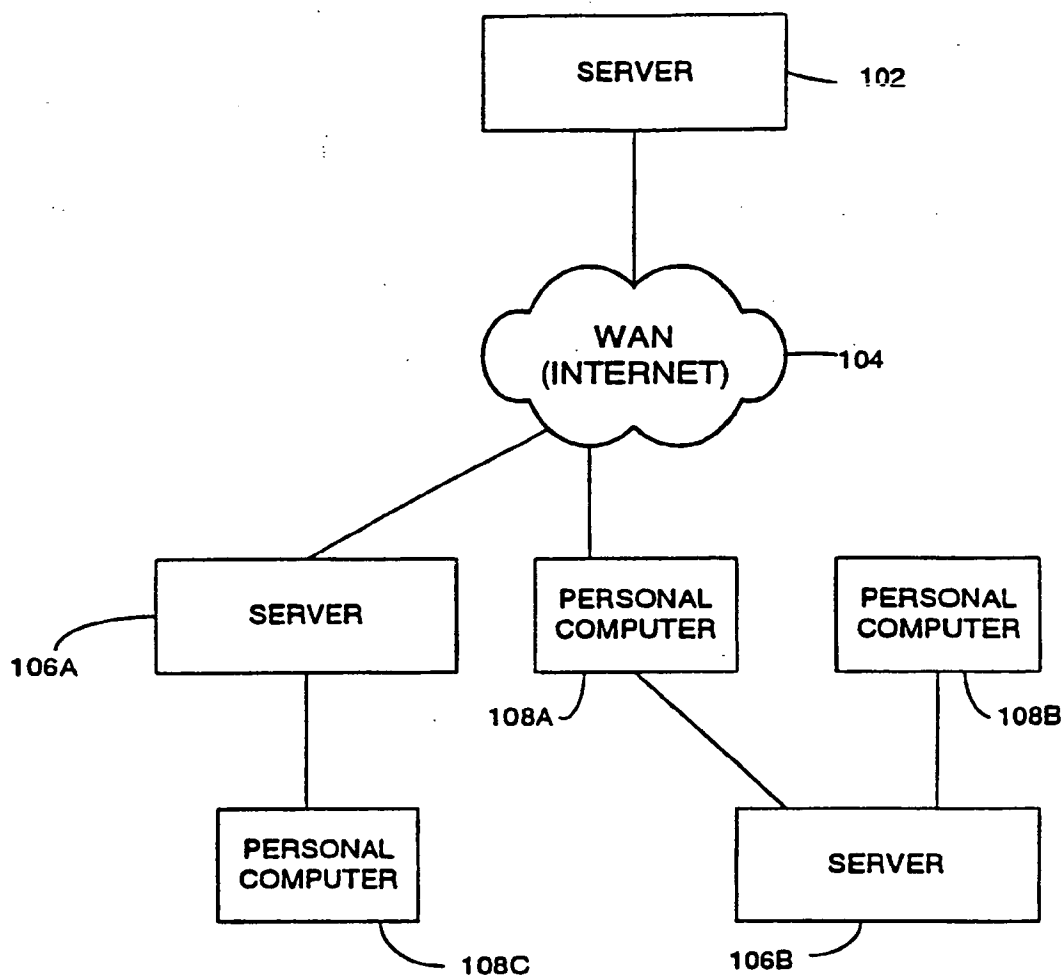 SERVER
102
WAN
(INTERNET)
104
SERVER
106A
PERSONAL
COMPUTER
108A
PERSONAL
COMPUTER
108B
PERSONAL
COMPUTER
108C
SERVER
106B